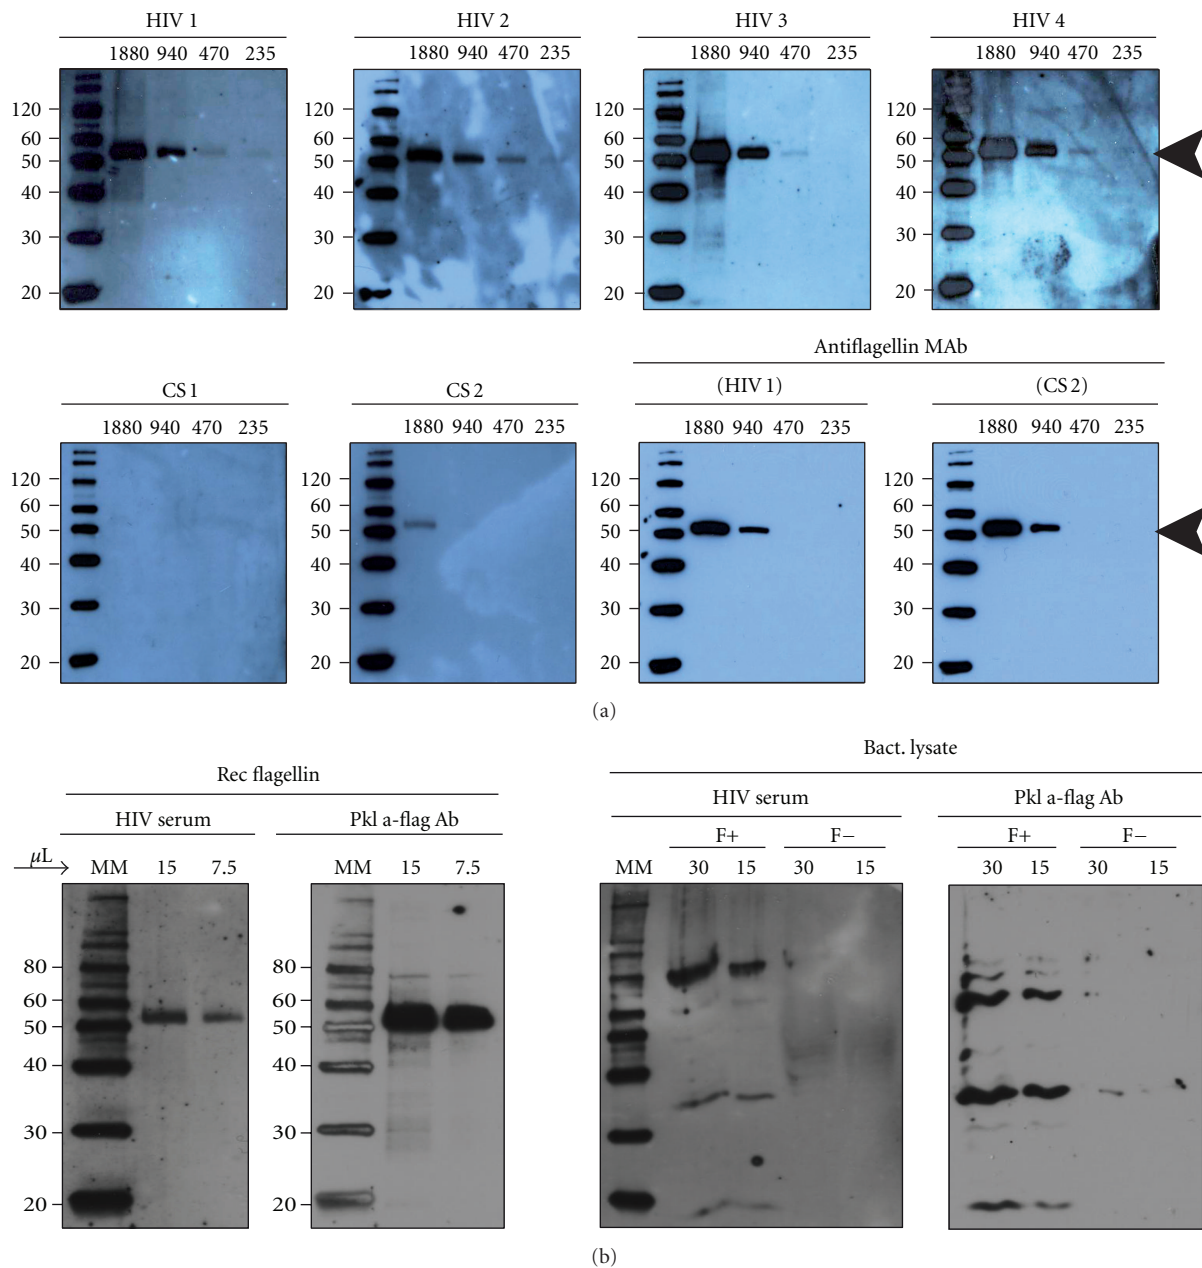 HIV 1 HIV 2 HIV 3 HIV 4
1880 940 470 235 1880 940 470 235 1880 940 470 235 1880 940 470 235
120 120 120 120
60 60 60 60
50 50 50 50
40 40 40 40
30 30 30 30
20 20 20 20
Antiflagellin MAb
CS 1 CS 2 (HIV 1) (CS 2)
1880 940 470 235 1880 940 470 235 1880 940 470 235 1880 940 470 235
120 120 120 120
60 60 60 60
50 50 50 50
40 40 40 40
30 30 30 30
20 20 20 20
(a)
Rec flagellin Bact. lysate
HIV serum Pkl a-flag Ab HIV serum Pkl a-flag Ab
F+ F− F+ F−
µL MM 15 7.5 MM 15 7.5 MM 30 15 30 15 30 15 30 15
80 80
60 60
50 50
40 40
30 30
20 20
(b)